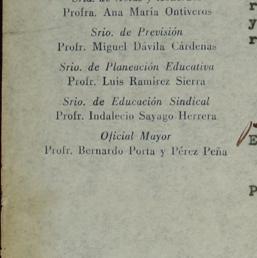 Profra. Ana María Ontiveros
Srio. de Previsión
Profr. Miguel Dávila Cárdenas
Srio. de Planeación Educativa
Profr. Luis Ramírez Sierra
Srio. de Educación Sindical
Profr. Indalecio Sayago Herrera
Oficial Mayor
Profr. Bernardo Porta y Pérez Peña
r
y
r
E
P